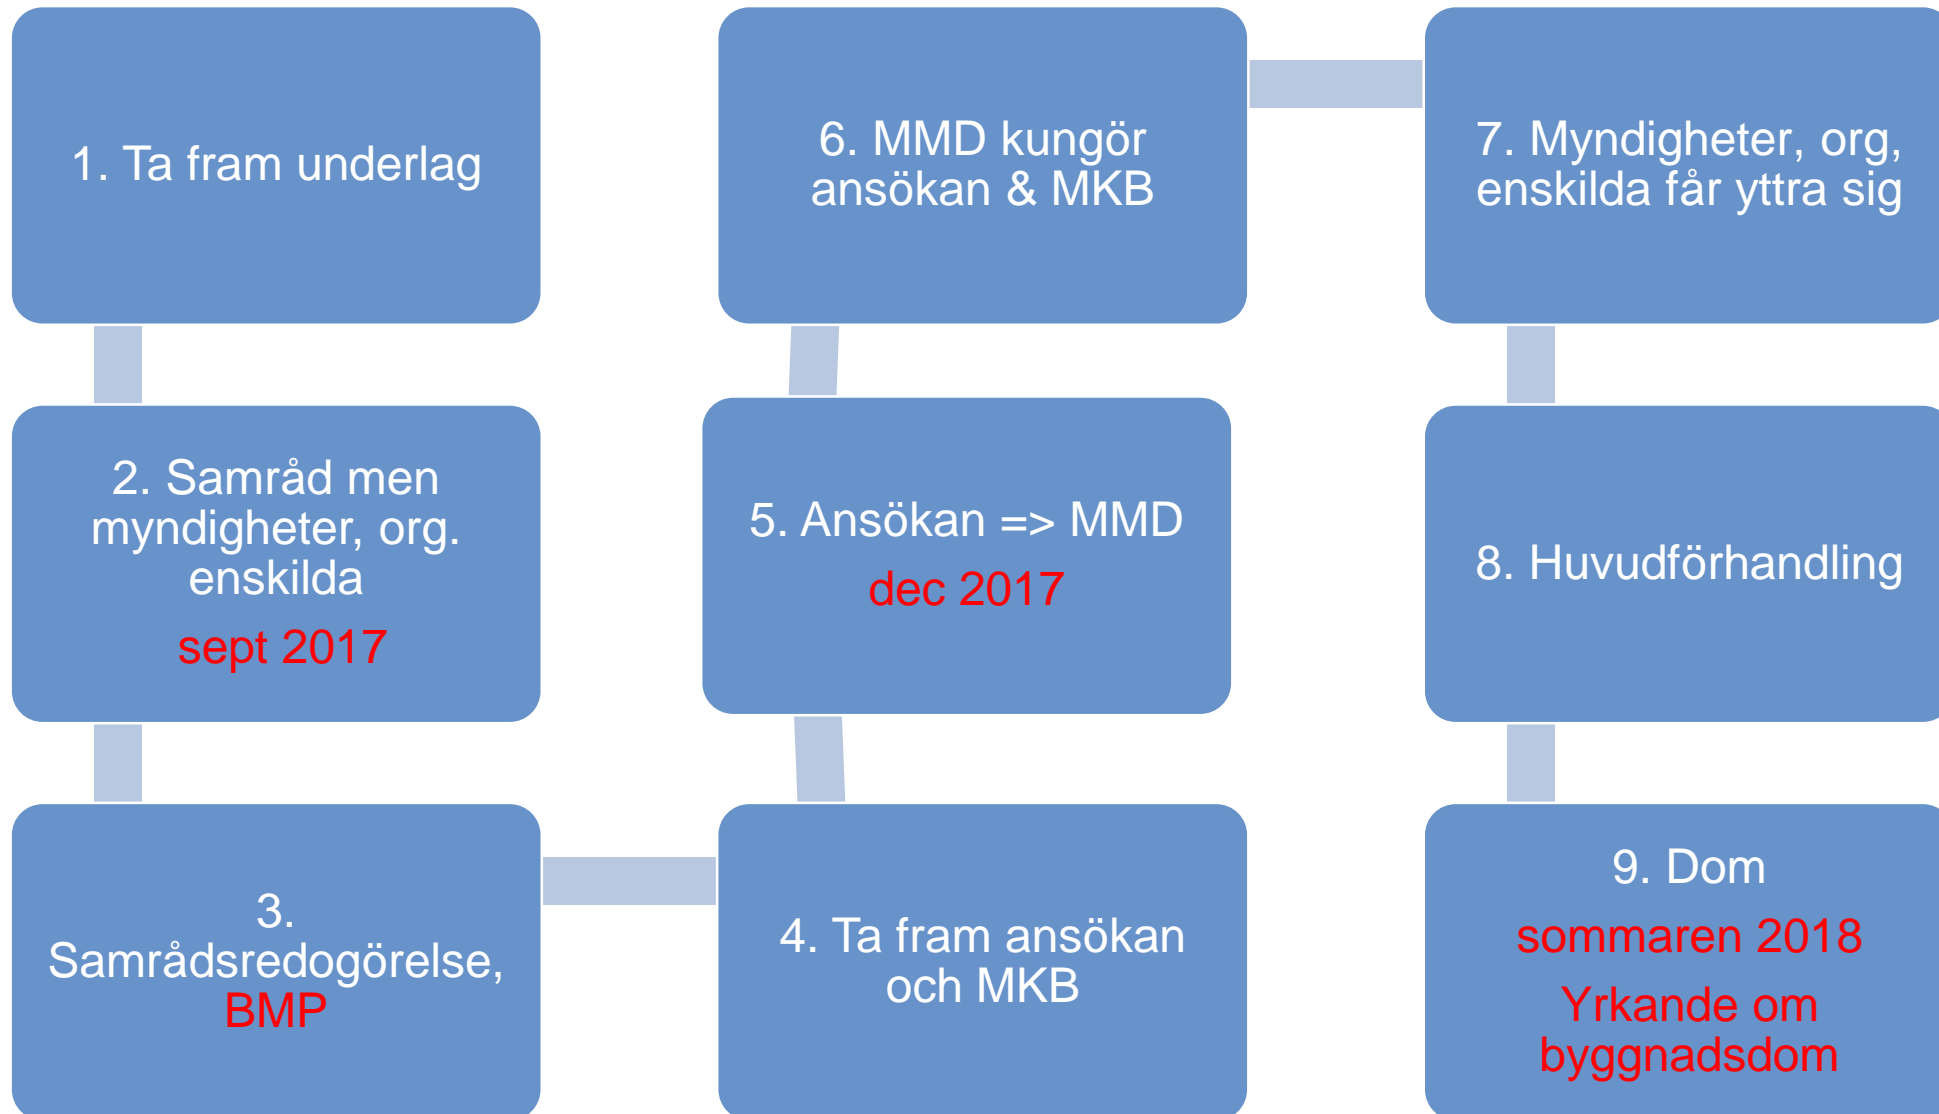 1. Ta fram underlag
2. Samråd men
myndigheter, org.
enskilda
sept 2017
3.
Samrådsredogörelse,
BMP
4. Ta fram ansökan
och MKB
5. Ansökan => MMD
dec 2017
6. MMD kungör
ansökan & MKB
7. Myndigheter, org,
enskilda får yttra sig
8. Huvudförhandling
9. Dom
sommaren 2018
Yrkande om
byggnadsdom